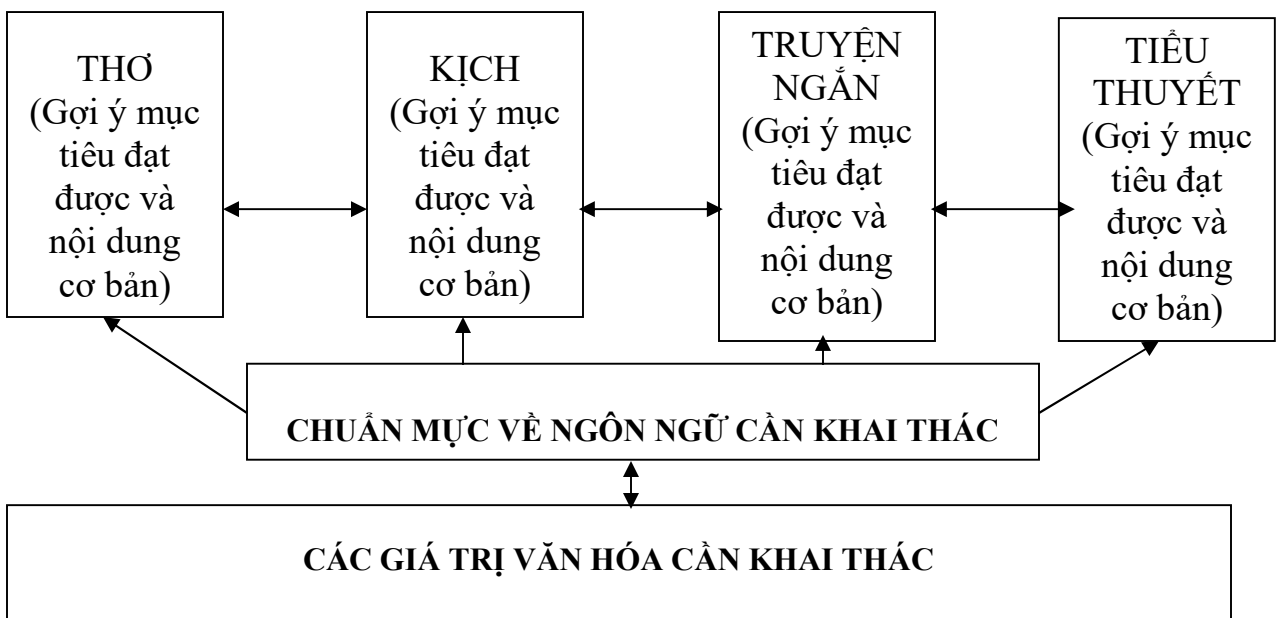 THƠ
(Gợi ý mục
tiêu đạt
được và
nội dung
cơ bản)
KỊCH
(Gợi ý mục
tiêu đạt
được và
nội dung
cơ bản)
TRUYỆN
NGẮN
(Gợi ý mục
tiêu đạt
được và
nội dung
cơ bản)
TIỂU
THUYẾT
(Gợi ý mục
tiêu đạt
được và
nội dung
cơ bản)
CHUẨN MỰC VỀ NGÔN NGỮ CẦN KHAI THÁC
CÁC GIÁ TRỊ VĂN HÓA CẦN KHAI THÁC